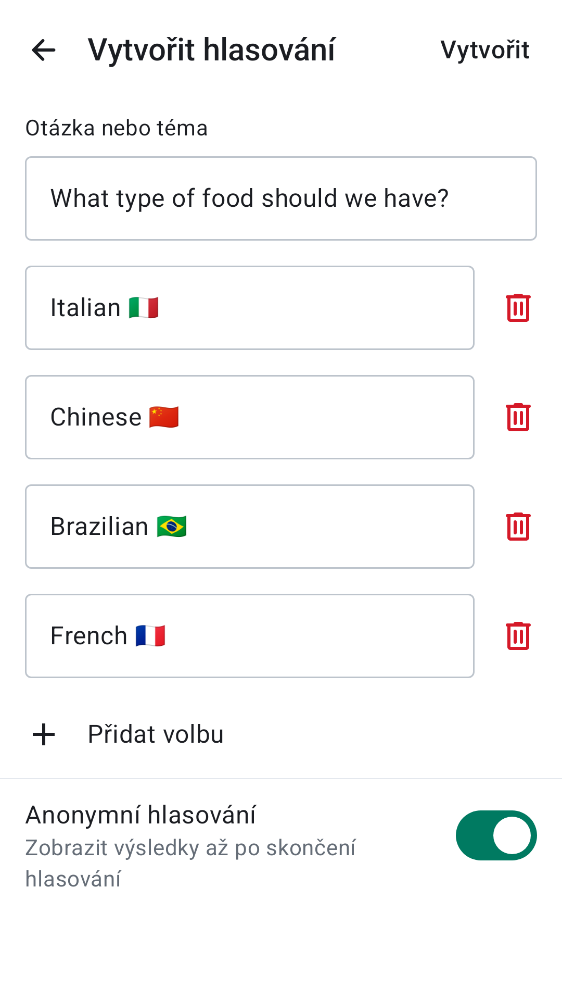 Vytvořit hlasování
Vytvořit
Otázka nebo téma
What type of food should we have?
Italian 🇮🇹
Chinese 🇨🇳
Brazilian 🇧🇷
French 🇫🇷
Přidat volbu
Anonymní hlasování
Zobrazit výsledky až po skončení
hlasování